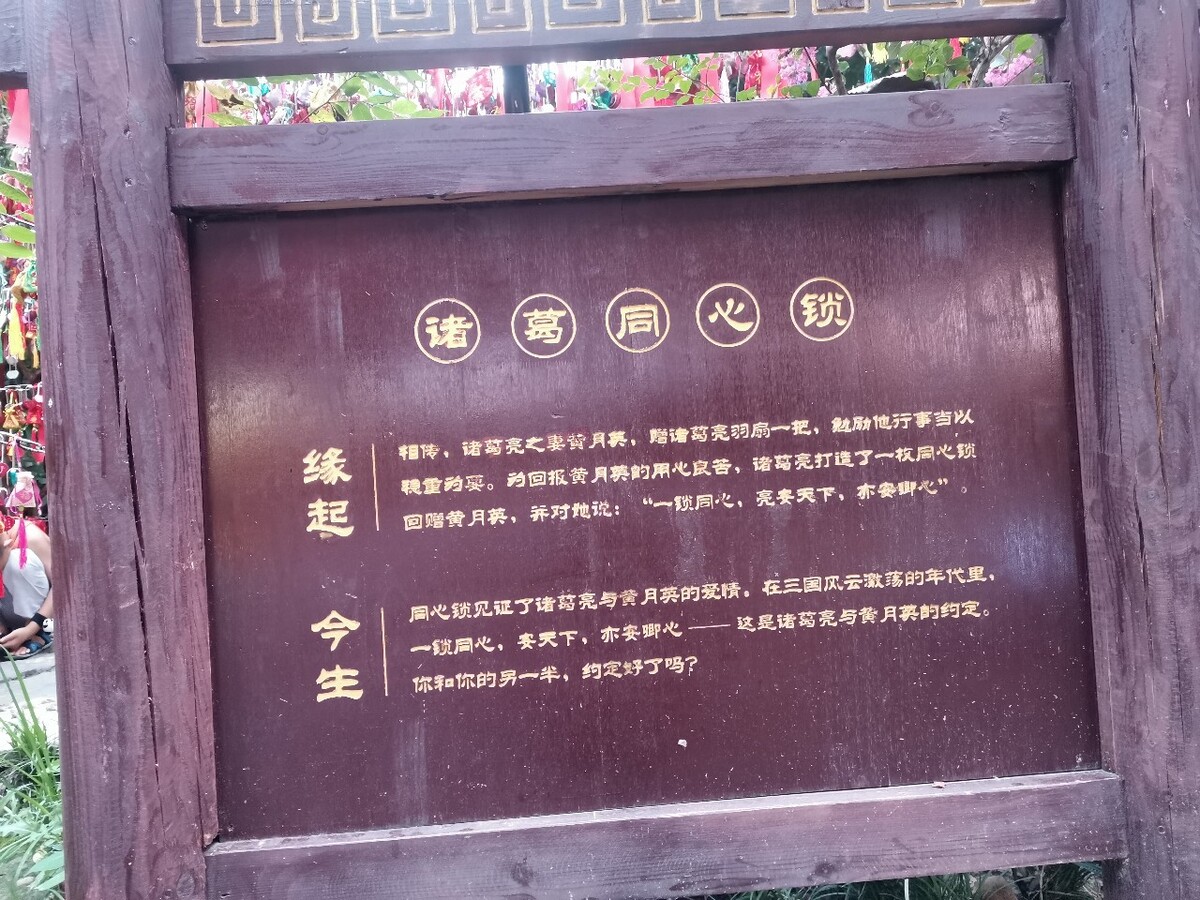 诸葛同心锁
缘起
相传，诸葛亮之妻黄月英，赠诸葛亮羽扇一把，勉励他行事当以
稳重为要。为回报黄月英的用心良苦，诸葛亮打造了一枚同心锁
回赠黄月英，并对她说：“一锁同心，亮安天下，亦安卿心”。
今生
同心锁见证了诸葛亮与黄月英的爱情。在三国风云激荡的年代里，
一锁同心，安天下，亦安卿心——这是诸葛亮与黄月英的约定。
你和你的另一半，约定好了吗？